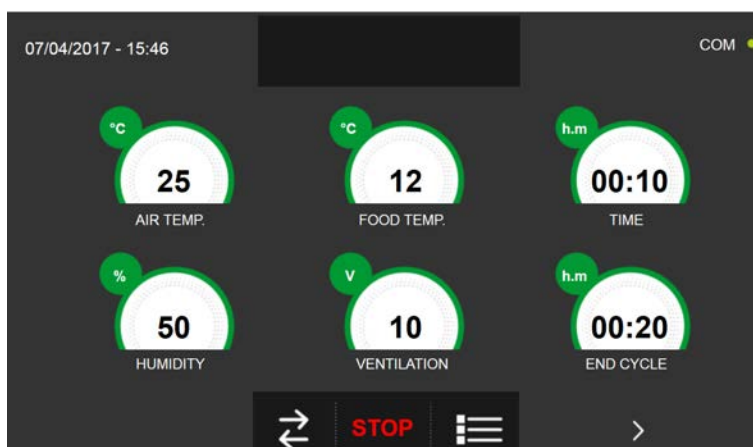 07/04/2017 - 15:46 COM
°C °C h.m
25 12 00:10
AIR TEMP. FOOD TEMP. TIME
% V h.m
50 10 00:20
HUMIDITY VENTILATION END CYCLE
STOP